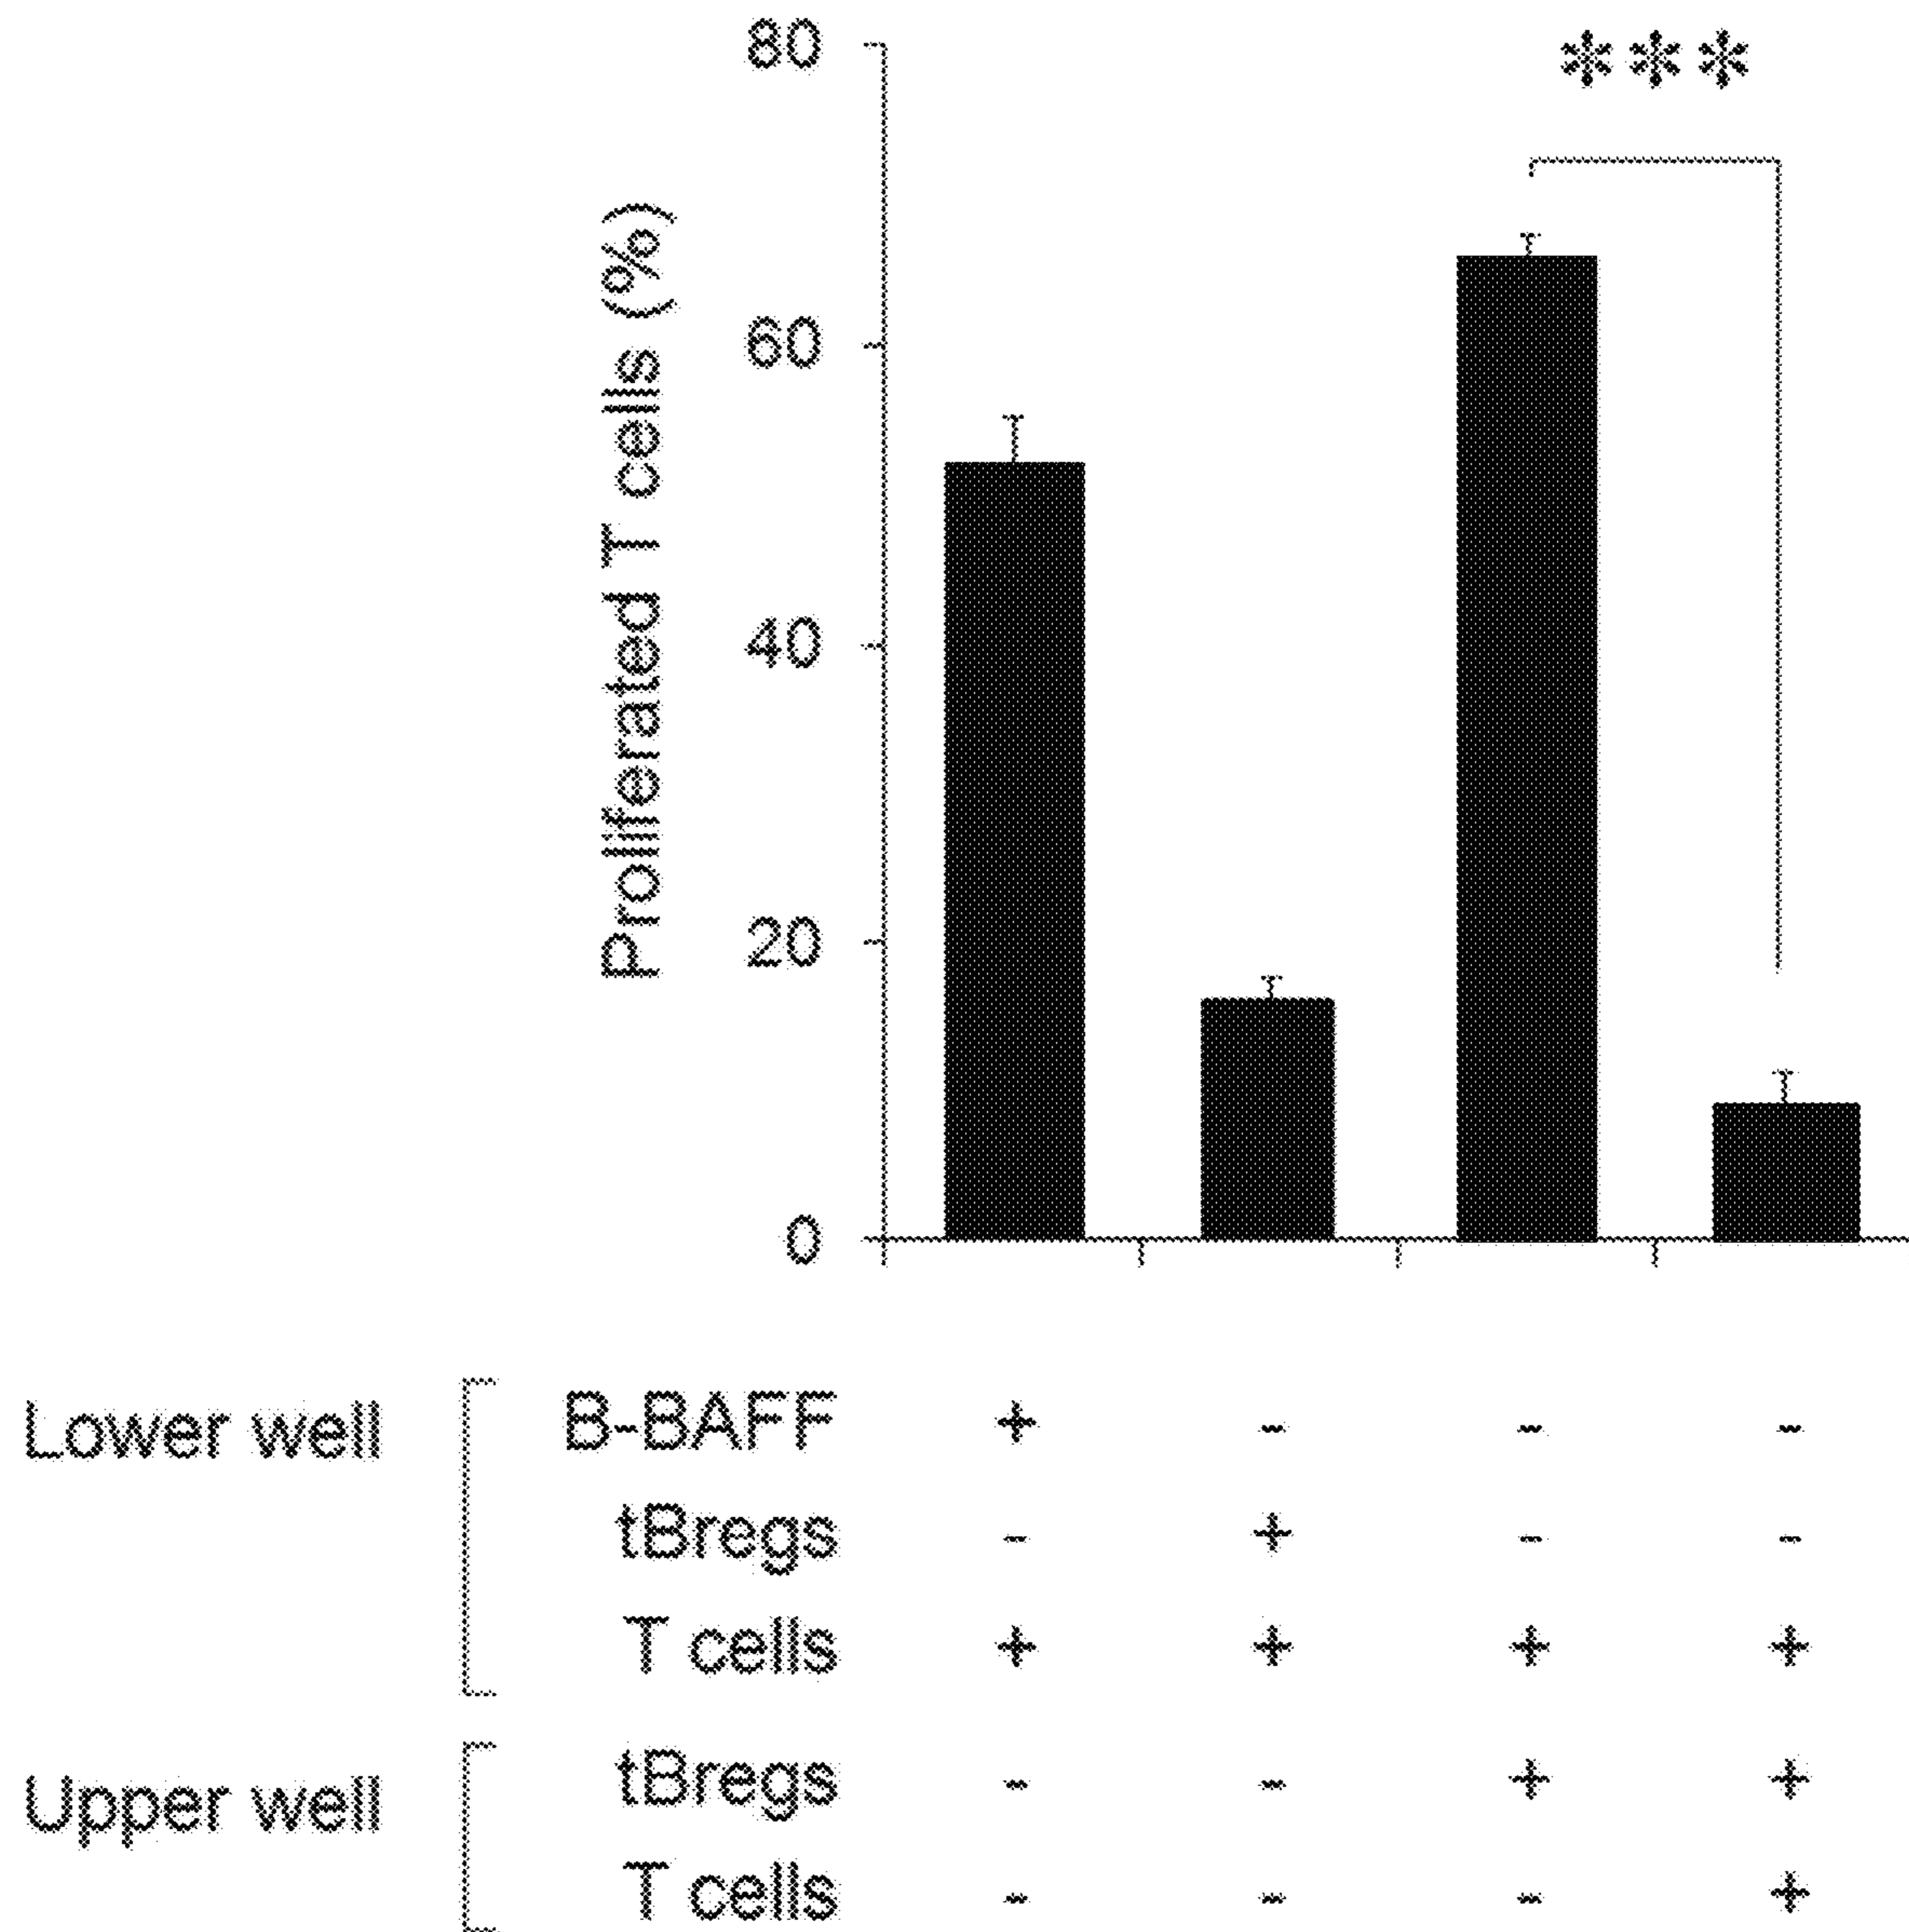 80
***
60
40
20
0
Proliferated T cells (%)
Lower well
B-BAFF + - - -
tBregs - + - -
T cells + + + +
Upper well
tBregs - - + +
T cells - - - +